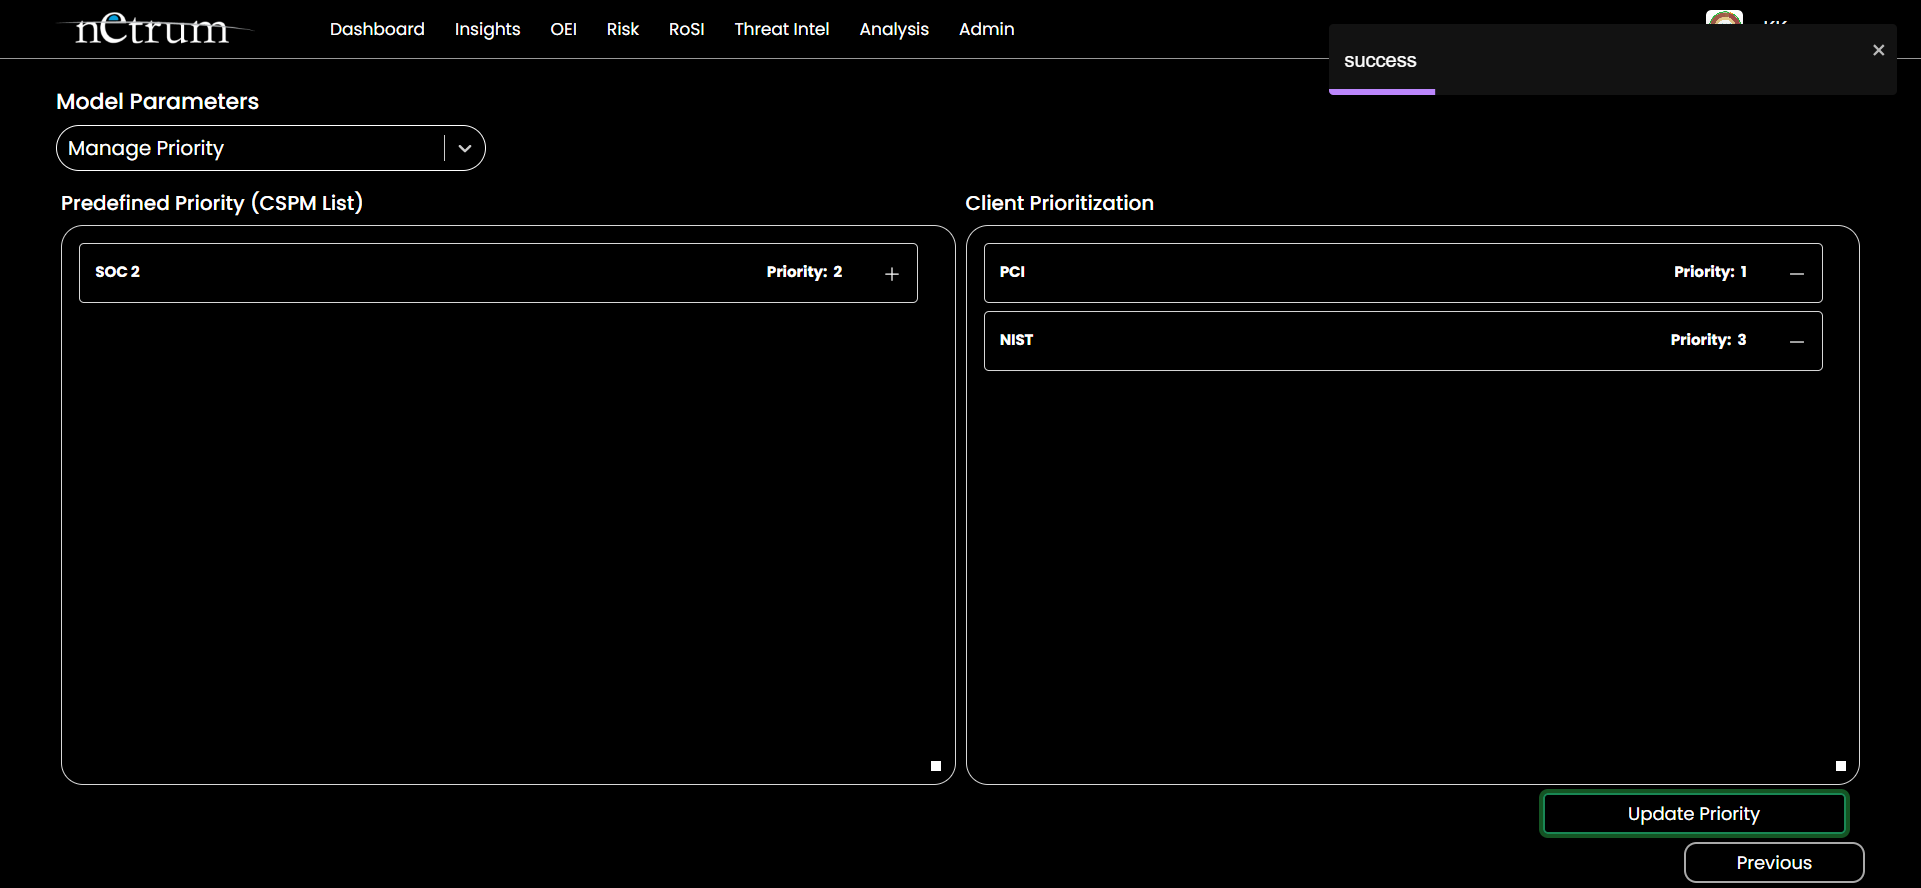 netrum
Dashboard Insights OEI Risk RoSI Threat Intel Analysis Admin
success
Model Parameters
Manage Priority
Predefined Priority (CSPM List)
SOC 2 Priority: 2
Client Prioritization
PCI Priority: 1
NIST Priority: 3
Update Priority
Previous